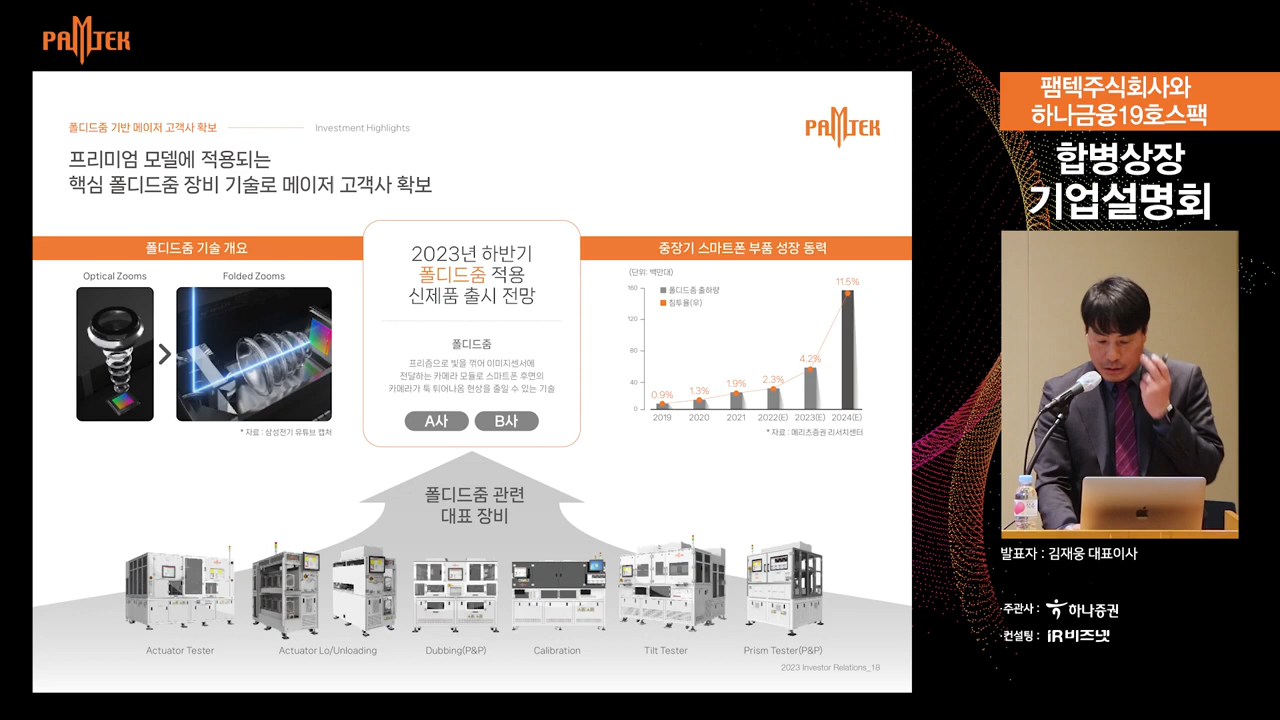 PAMTEK
폴디드줌 기반 메이저 고객사 확보
Investment Highlights
PAMTEK
프리미엄 모델에 적용되는
핵심 폴디드줌 장비 기술로 메이저 고객사 확보
폴디드줌 기술 개요
Optical Zooms
Folded Zooms
* 자료 : 삼성전기 유튜브 캡처
2023년 하반기
폴디드줌 적용
신제품 출시 전망
폴디드줌
프리즘으로 빛을 꺾어 이미지센서에
전달하는 카메라 모듈로 스마트폰 후면의
카메라가 툭 튀어나옴 현상을 줄일 수 있는 기술
A사
B사
중장기 스마트폰 부품 성장 동력
(단위: 백만대)
폴디드줌 출하량
침투율(우)
160
120
80
40
0
0.9%
1.3%
1.9%
2.3%
4.2%
11.5%
2019
2020
2021
2022(E)
2023(E)
2024(E)
* 자료 : 메리츠증권 리서치센터
폴디드줌 관련
대표 장비
Actuator Tester
Actuator Lo/Unloading
Dubbing(P&P)
Calibration
Tilt Tester
Prism Tester(P&P)
2023 Investor Relations_18
팸텍주식회사와
하나금융19호스팩
합병상장
기업설명회
발표자 : 김재웅 대표이사
주관사 : 하나증권
컨설팅 : IR비즈넷